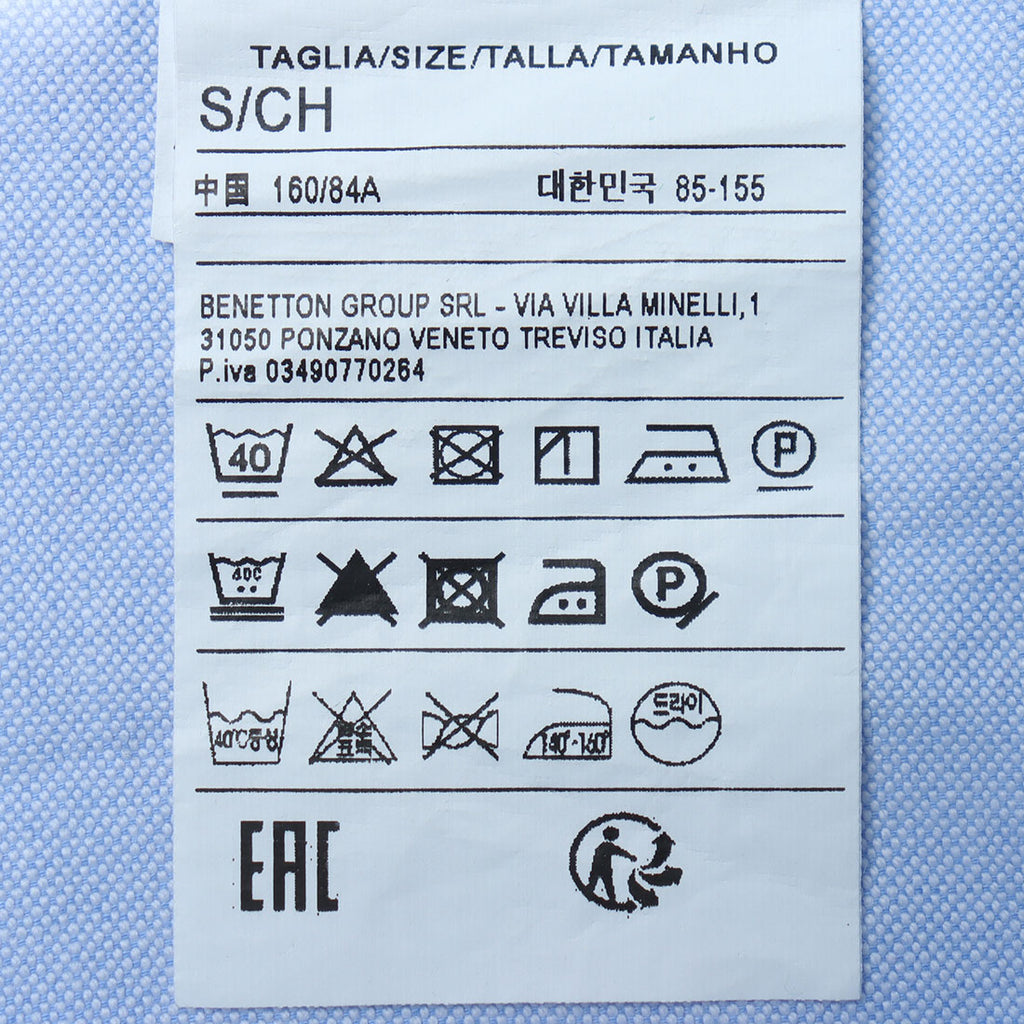 TAGLIA/SIZE/TALLA/TAMANHO
S/CH
中国 160/84A 대한민국 85-155
BENETTON GROUP SRL - VIA VILLA MINELLI,1
31050 PONZANO VENETO TREVISO ITALIA
P.iva 03490770264
40 P
40C P
40℃중성 140°-160° 드라이
EAC